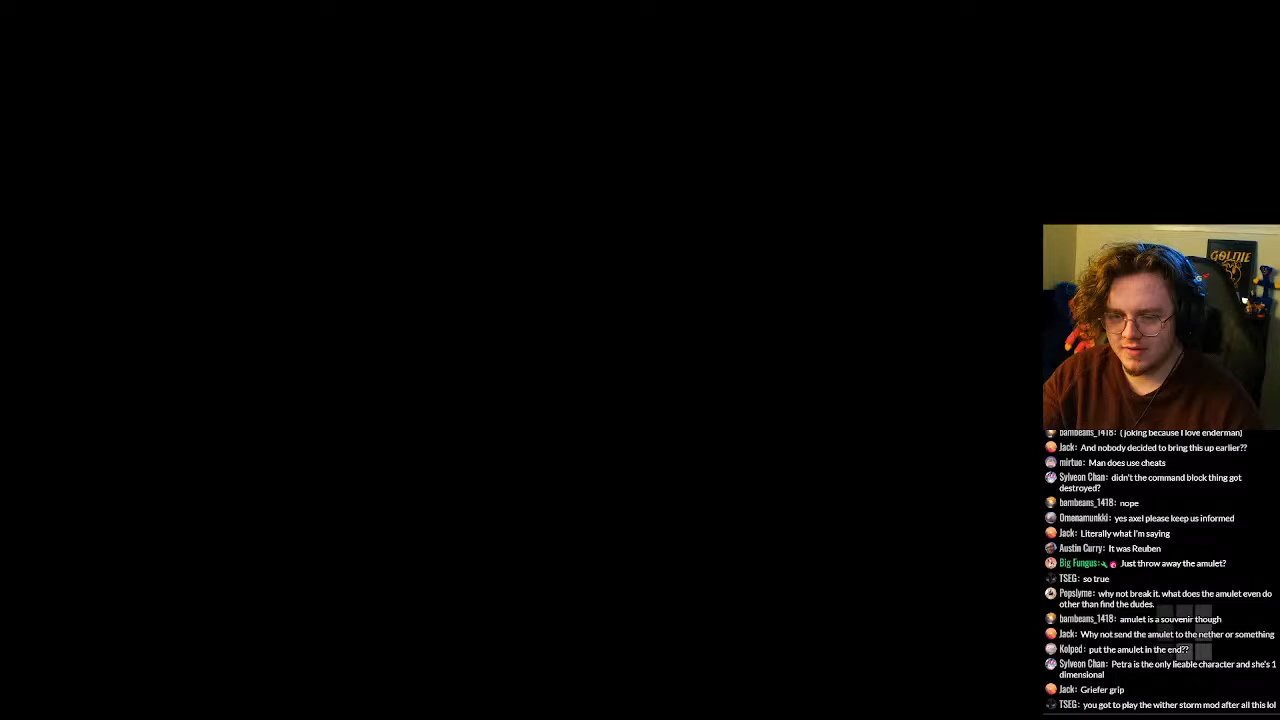 GOLDIE
bambeans_1418: (joking because I love enderman)
Jack: And nobody decided to bring this up earlier??
mirtuo: Man does use cheats
Sylveon Chan: didn't the command block thing got
destroyed?
bambeans_1418: nope
Omenamunkki: yes axel please keep us informed
Jack: Literally what I'm saying
Austin Curry: It was Reuben
Big Fungus: Just throw away the amulet?
TSEG: so true
Popslyme: why not break it. what does the amulet even do
other than find the dudes.
bambeans_1418: amulet is a souvenir though
Jack: Why not send the amulet to the nether or something
Kolped: put the amulet in the end??
Sylveon Chan: Petra is the only lieable character and she's 1
dimensional
Jack: Griefer grip
TSEG: you got to play the wither storm mod after all this lol